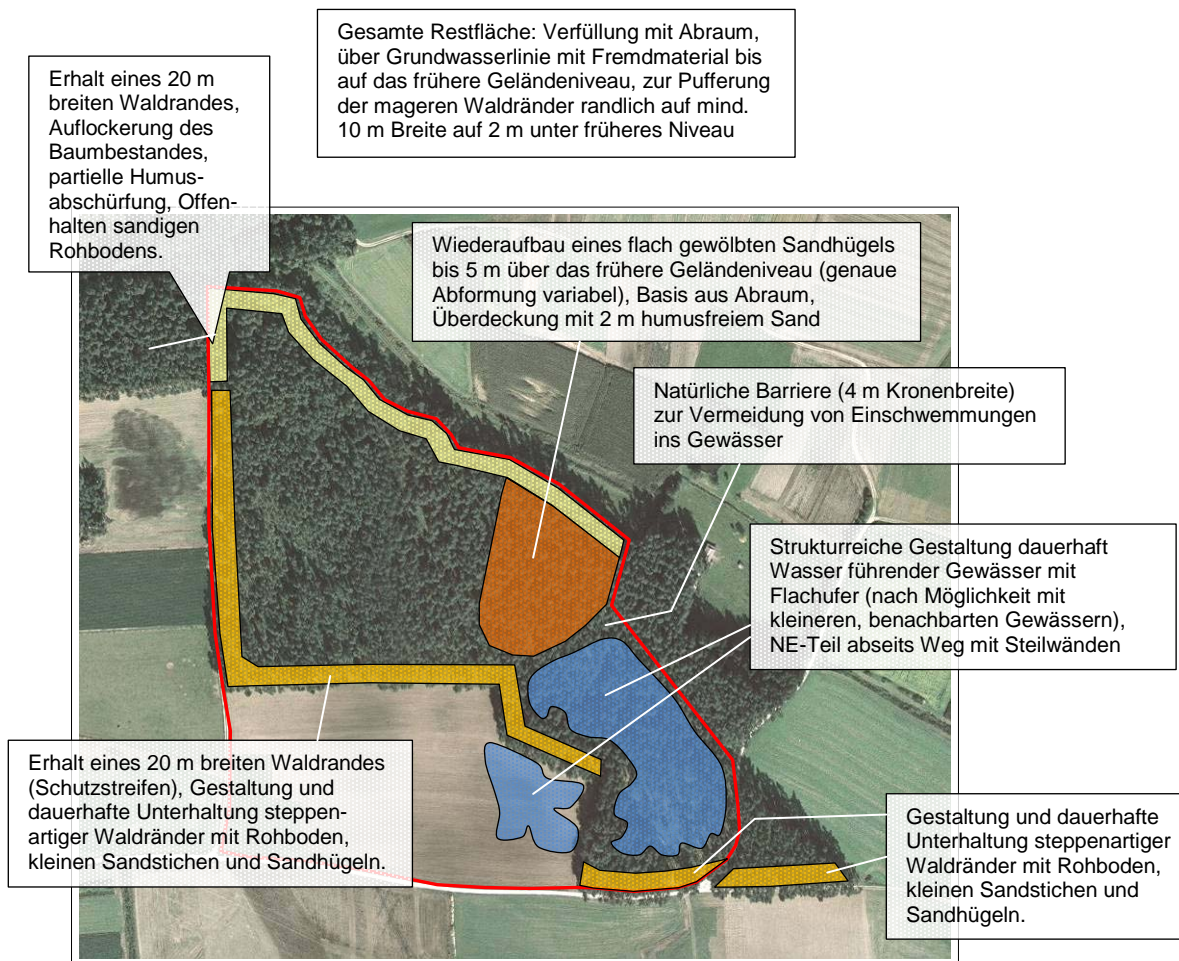 Gesamte Restfläche: Verfüllung mit Abraum,
über Grundwasserlinie mit Fremdmaterial bis
auf das frühere Geländeniveau, zur Pufferung
der mageren Waldränder randlich auf mind.
10 m Breite auf 2 m unter früheres Niveau
Erhalt eines 20 m
breiten Waldrandes,
Auflockerung des
Baumbestandes,
partielle Humus-
abschürfung, Offen-
halten sandigen
Rohbodens.
Wiederaufbau eines flach gewölbten Sandhügels
bis 5 m über das frühere Geländeniveau (genaue
Abformung variabel), Basis aus Abraum,
Überdeckung mit 2 m humusfreiem Sand
Natürliche Barriere (4 m Kronenbreite)
zur Vermeidung von Einschwemmungen
ins Gewässer
Strukturreiche Gestaltung dauerhaft
Wasser führender Gewässer mit
Flachufer (nach Möglichkeit mit
kleineren, benachbarten Gewässern),
NE-Teil abseits Weg mit Steilwänden
Erhalt eines 20 m breiten Waldrandes
(Schutzstreifen), Gestaltung und
dauerhafte Unterhaltung steppen-
artiger Waldränder mit Rohboden,
kleinen Sandstichen und Sandhügeln.
Gestaltung und dauerhafte
Unterhaltung steppenartiger
Waldränder mit Rohboden,
kleinen Sandstichen und
Sandhügeln.